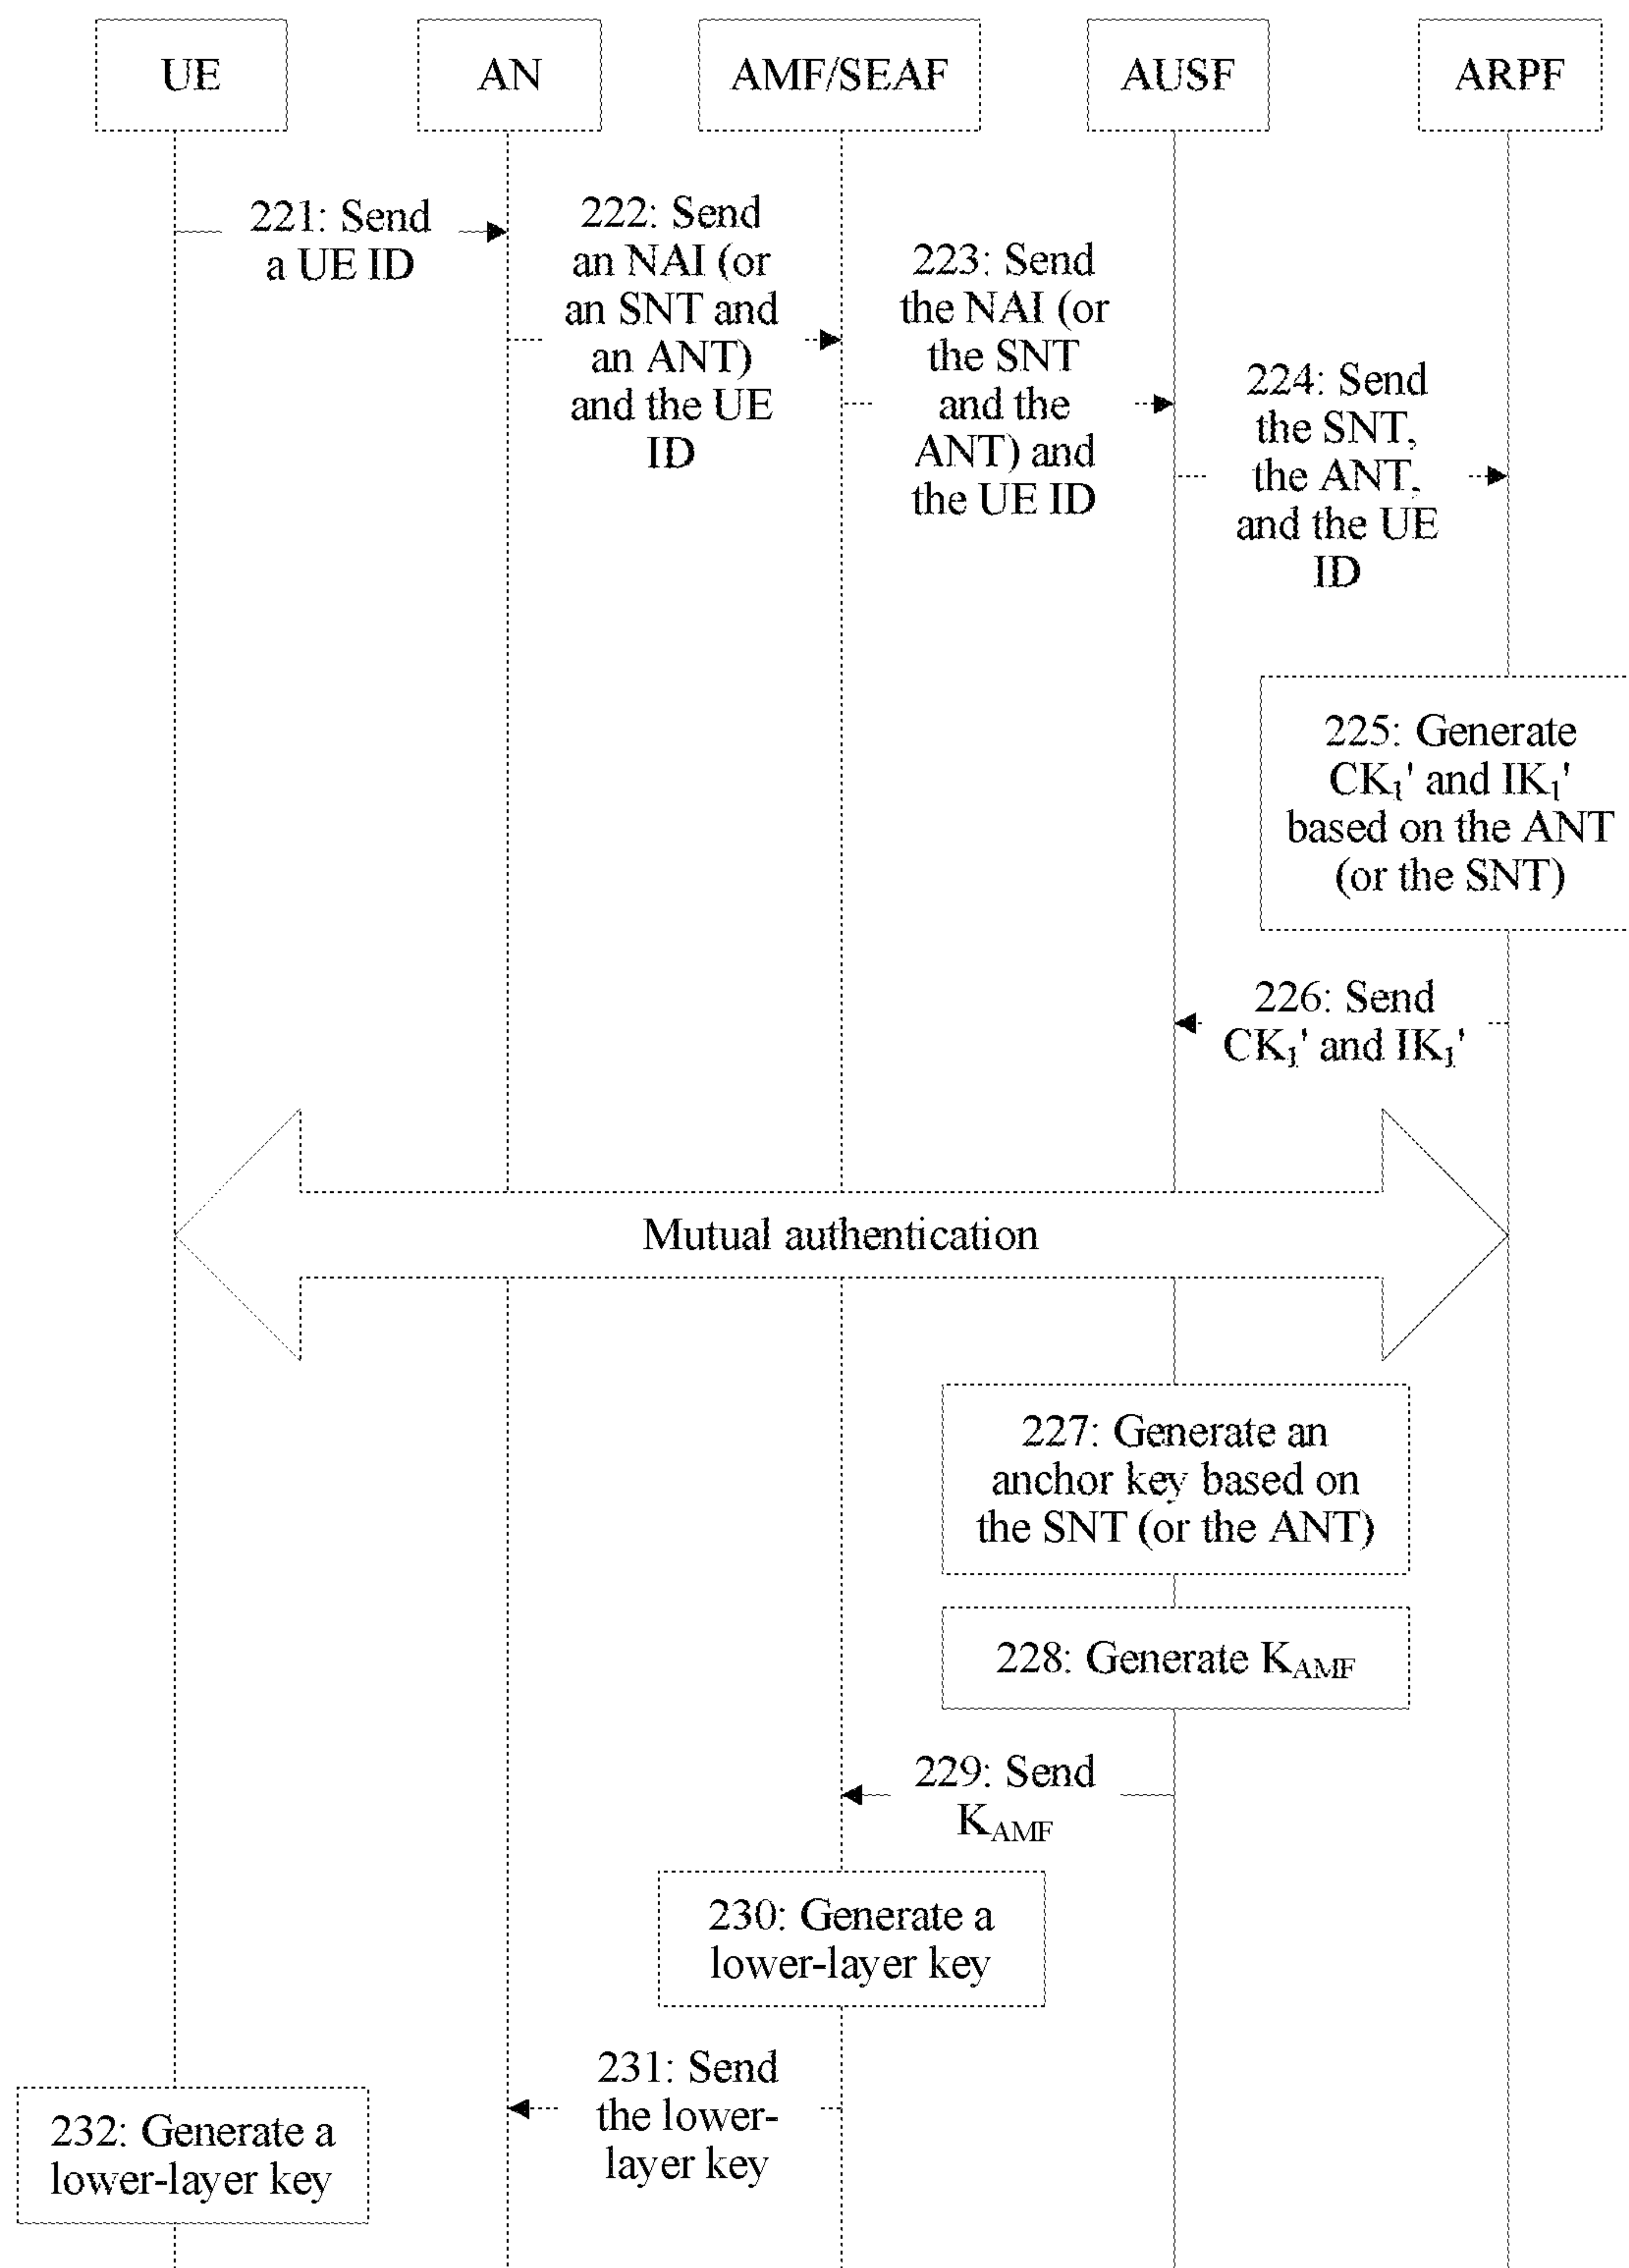 UE
AN
AMF/SEAF
AUSF
ARPF
221: Send
a UE ID
222: Send
an NAI (or
an SNT and
an ANT)
and the UE
ID
223: Send
the NAI (or
the SNT
and the
ANT) and
the UE ID
224: Send
the SNT,
the ANT,
and the UE
ID
225: Generate
CK₁' and IK₁'
based on the ANT
(or the SNT)
226: Send
CK₁' and IK₁'
Mutual authentication
227: Generate an
anchor key based on
the SNT (or the ANT)
228: Generate K_AMF
229: Send
K_AMF
230: Generate a
lower-layer key
231: Send
the lower-
layer key
232: Generate a
lower-layer key